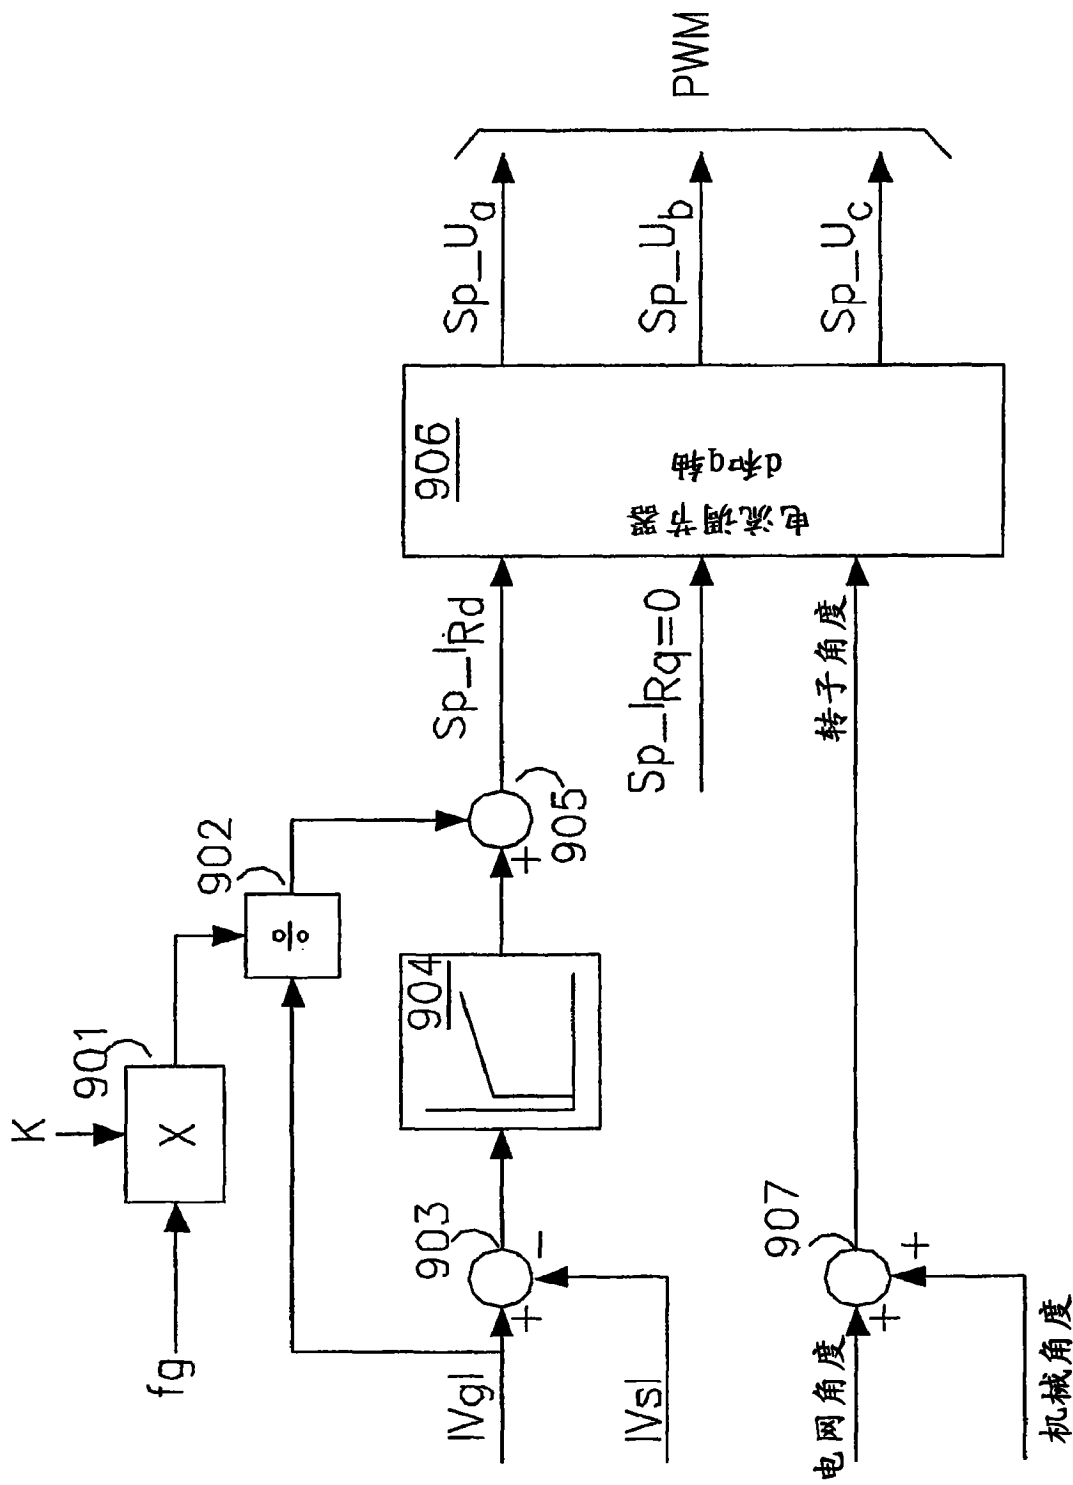 K
fg
901
X
902
÷
|Vg|
|Vs|
903
+
−
904
905
+
Sp_IRd
Sp_IRq=0
906
电流调节器
d和q轴
Sp_Ua
Sp_Ub
Sp_Uc
PWM
电网角度
机械角度
907
+
+
转子角度